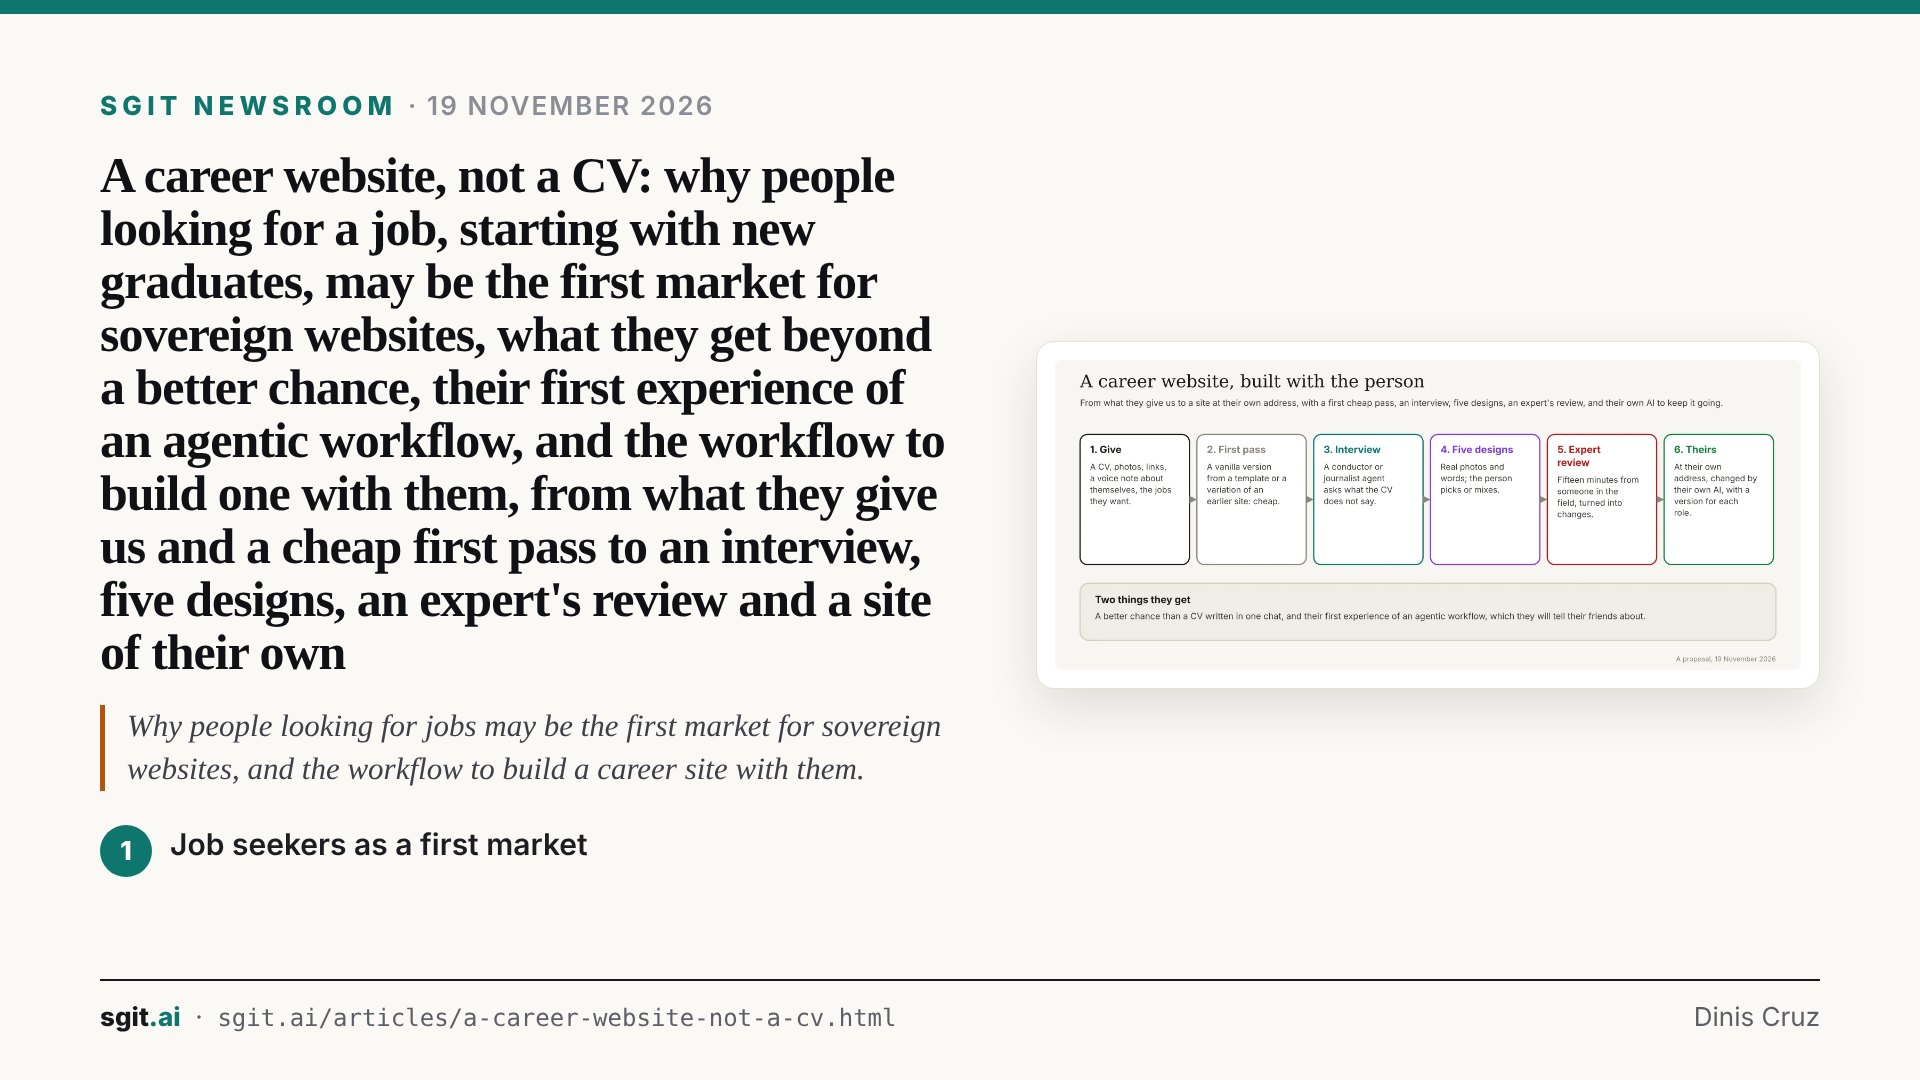 SGIT NEWSROOM · 19 NOVEMBER 2026
A career website, not a CV: why people
looking for a job, starting with new
graduates, may be the first market for
sovereign websites, what they get beyond
a better chance, their first experience of
an agentic workflow, and the workflow to
build one with them, from what they give
us and a cheap first pass to an interview,
five designs, an expert's review and a site
of their own
Why people looking for jobs may be the first market for sovereign
websites, and the workflow to build a career site with them.
1 Job seekers as a first market
A career website, built with the person
From what they give us to a site at their own address, with a first cheap pass, an interview, five designs, an expert's review, and their own AI to keep it going.
1. Give
A CV, photos, links,
a voice note about
themselves, the jobs
they want.
2. First pass
A vanilla version
from a template or a
variation of an
earlier site: cheap.
3. Interview
A conductor or
journalist agent
asks what the CV
does not say.
4. Five designs
Real photos and
words; the person
picks or mixes.
5. Expert
review
Fifteen minutes from
someone in the
field, turned into
changes.
6. Theirs
At their own
address, changed by
their own AI, with a
version for each
role.
Two things they get
A better chance than a CV written in one chat, and their first experience of an agentic workflow, which they will tell their friends about.
A proposal, 19 November 2026
sgit.ai · sgit.ai/articles/a-career-website-not-a-cv.html
Dinis Cruz